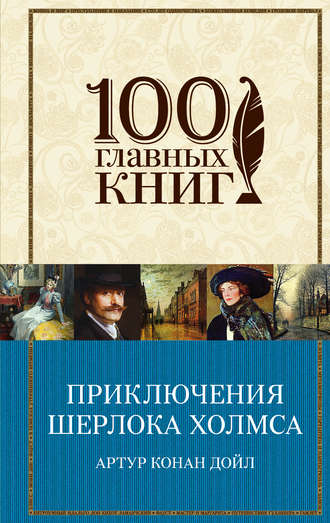 100
ГЛАВНЫХ
КНИГ
ПРИКЛЮЧЕНИЯ
ШЕРЛОКА ХОЛМСА
АРТУР КОНАН ДОЙЛ